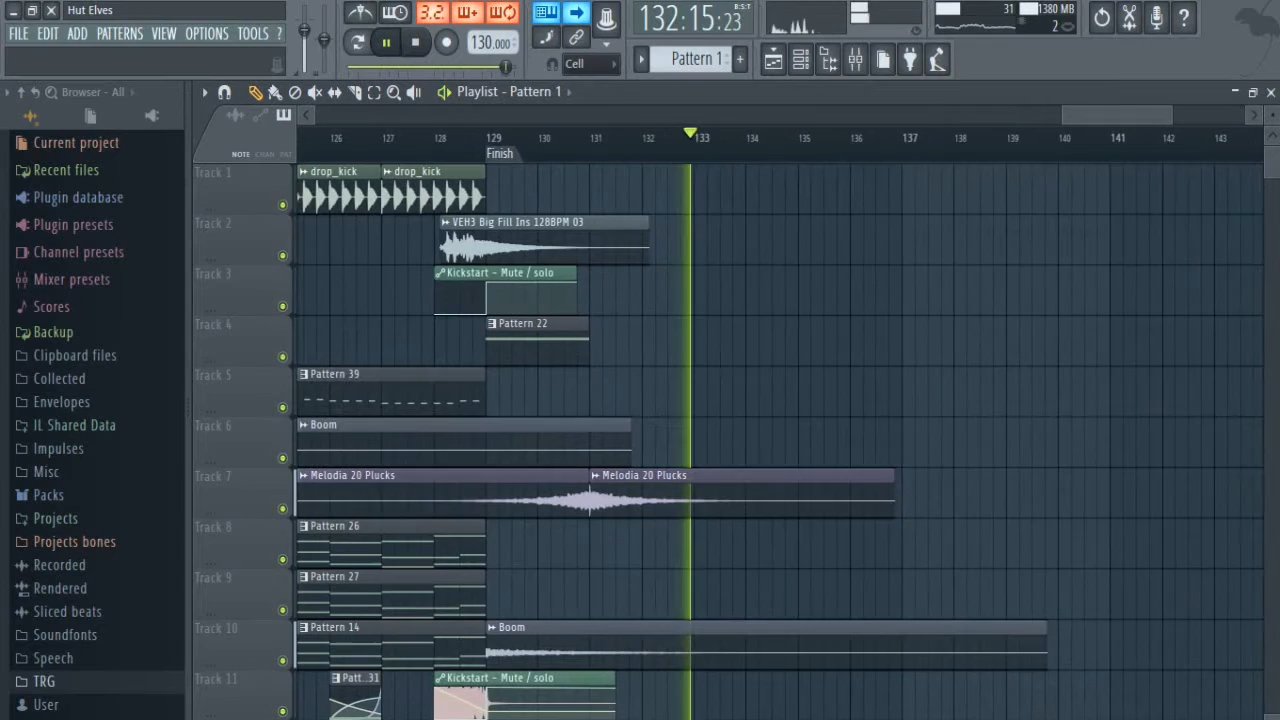 Hut Elves
FILE EDIT ADD PATTERNS VIEW OPTIONS TOOLS ?
3.2
130.000
Cell
132:15:23
B:S:T
Pattern 1
31
1380 MB
2
Browser - All
Playlist - Pattern 1
NOTE CHAN PAT
126 127 128 129 130 131 132 133 134 135 136 137 138 139 140 141 142 143
Finish
Current project
Recent files
Plugin database
Plugin presets
Channel presets
Mixer presets
Scores
Backup
Clipboard files
Collected
Envelopes
IL Shared Data
Impulses
Misc
Packs
Projects
Projects bones
Recorded
Rendered
Sliced beats
Soundfonts
Speech
TRG
User
Track 1
drop_kick
drop_kick
Track 2
VEH3 Big Fill Ins 128BPM 03
Track 3
Kickstart - Mute / solo
Track 4
Pattern 22
Track 5
Pattern 39
Track 6
Boom
Track 7
Melodia 20 Plucks
Melodia 20 Plucks
Track 8
Pattern 26
Track 9
Pattern 27
Track 10
Pattern 14
Boom
Track 11
Patt..31
Kickstart - Mute / solo